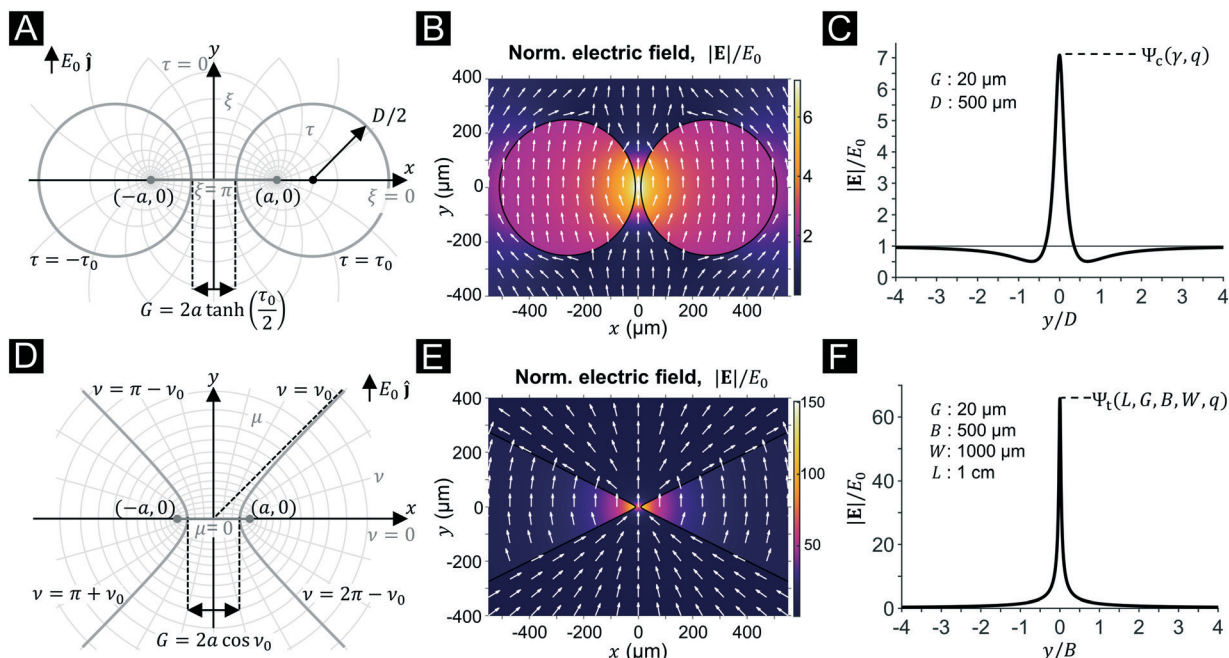 A
E₀ ĵ
y
τ = 0
ξ
τ
D/2
x
(−a, 0)
ξ = π
(a, 0)
ξ = 0
τ = −τ₀
τ = τ₀
G = 2a tanh (τ₀/2)
B
Norm. electric field, |E|/E₀
400
200
0
-200
-400
y (µm)
-400 -200 0 200 400
x (µm)
6
4
2
C
Ψc(γ, q)
G : 20 µm
D : 500 µm
|E|/E₀
7
6
5
4
3
2
1
0
-4 -3 -2 -1 0 1 2 3 4
y/D
D
y
ν = π − ν₀
ν = ν₀
E₀ ĵ
μ
ν
(−a, 0)
(a, 0)
x
μ = 0
ν = 0
ν = π + ν₀
ν = 2π − ν₀
G = 2a cos ν₀
E
Norm. electric field, |E|/E₀
400
200
0
-200
-400
y (µm)
-400 -200 0 200 400
x (µm)
150
100
50
F
Ψt(L, G, B, W, q)
G : 20 µm
B : 500 µm
W : 1000 µm
L : 1 cm
|E|/E₀
60
40
20
0
-4 -3 -2 -1 0 1 2 3 4
y/B